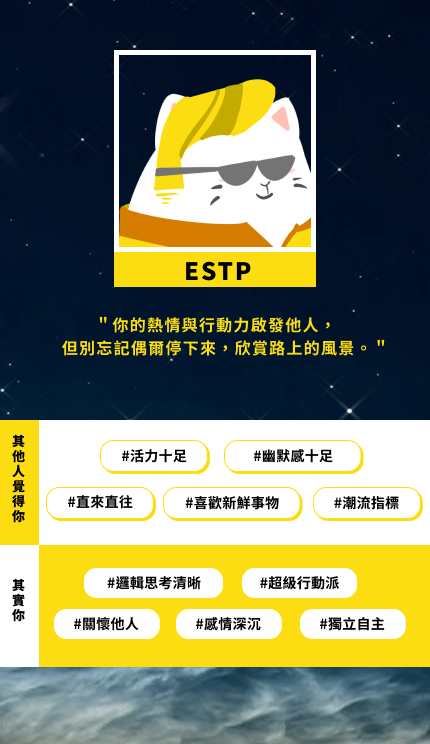 ESTP
"你的熱情與行動力啟發他人，
但別忘記偶爾停下來，欣賞路上的風景。"
其他人覺得你
#活力十足
#幽默感十足
#直來直往
#喜歡新鮮事物
#潮流指標
其實你
#邏輯思考清晰
#超級行動派
#關懷他人
#感情深沉
#獨立自主